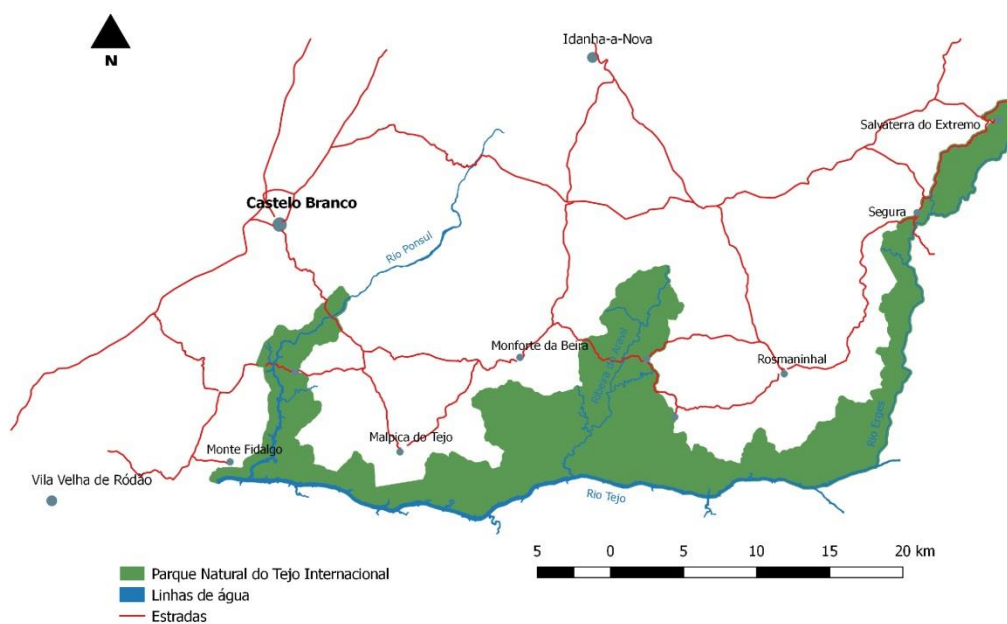 N
Idanha-a-Nova
Salvaterra do Extremo
Castelo Branco
Segura
Rio Ponsul
Monforte da Beira
Ribeira do Aravil
Rosmaninhal
Rio Erges
Malpica do Tejo
Monte Fidalgo
Vila Velha de Ródão
Rio Tejo
5 0 5 10 15 20 km
Parque Natural do Tejo Internacional
Linhas de água
Estradas